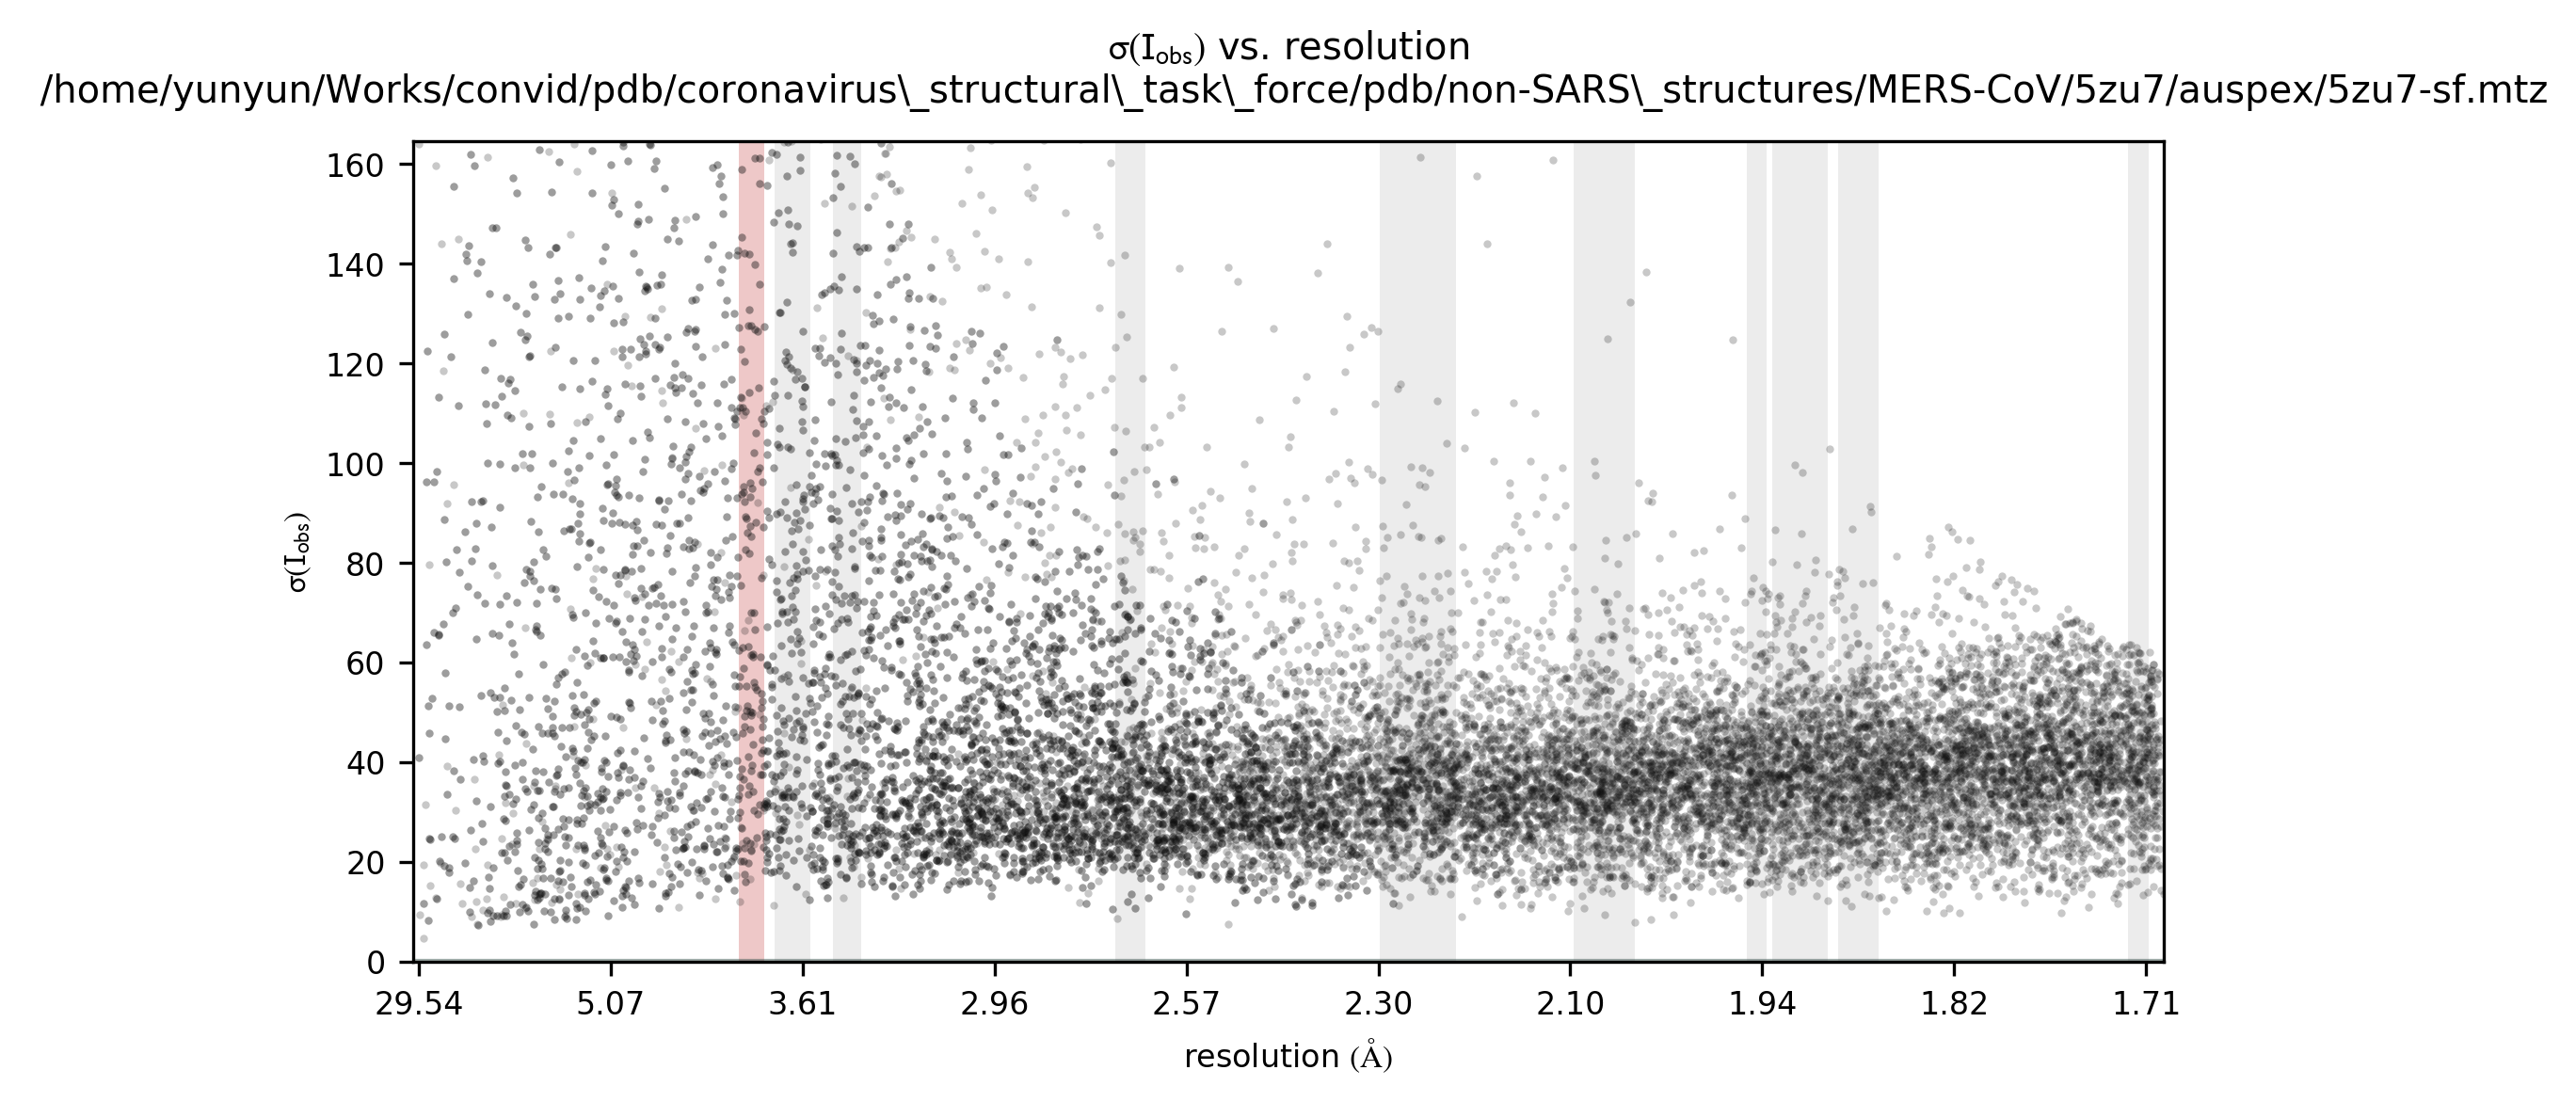 σ(I_obs) vs. resolution
/home/yunyun/Works/convid/pdb/coronavirus\_structural\_task\_force/pdb/non-SARS\_structures/MERS-CoV/5zu7/auspex/5zu7-sf.mtz
160
140
120
100
80
60
40
20
0
σ(I_obs)
29.54 5.07 3.61 2.96 2.57 2.30 2.10 1.94 1.82 1.71
resolution (Å)